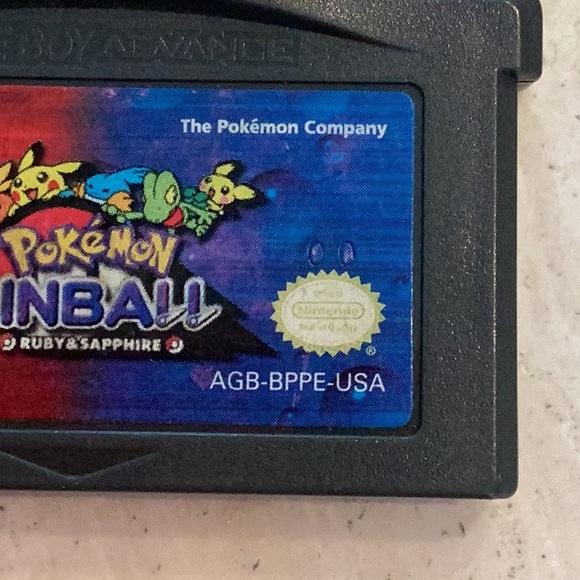 BOY ADVANCE
The Pokémon Company
POKéMON
INBALL
RUBY & SAPPHIRE
Nintendo
®
AGB-BPPE-USA